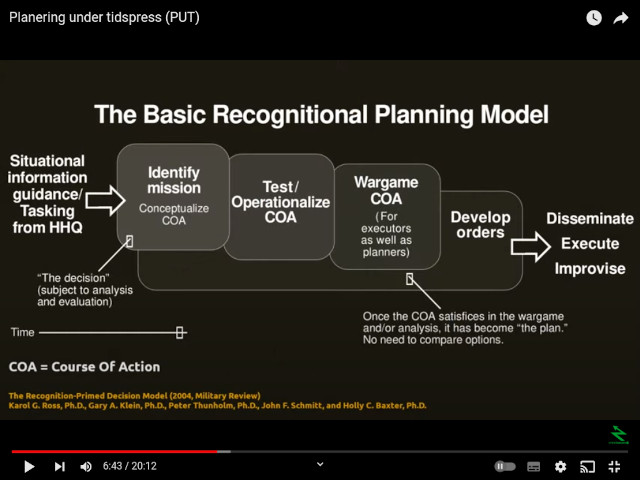 Planering under tidspress (PUT)
The Basic Recognitional Planning Model
Situational
information
guidance/
Tasking
from HHQ
Identify
mission
Conceptualize
COA
Test/
Operationalize
COA
Wargame
COA
(For
executors
as well as
planners)
Develop
orders
Disseminate
Execute
Improvise
“The decision”
(subject to analysis
and evaluation)
Once the COA satisfices in the wargame
and/or analysis, it has become “the plan.”
No need to compare options.
Time
COA = Course Of Action
The Recognition-Primed Decision Model (2004, Military Review)
Karol G. Ross, Ph.D., Gary A. Klein, Ph.D., Peter Thunholm, Ph.D., John F. Schmitt, and Holly C. Baxter, Ph.D.
6:43 / 20:12